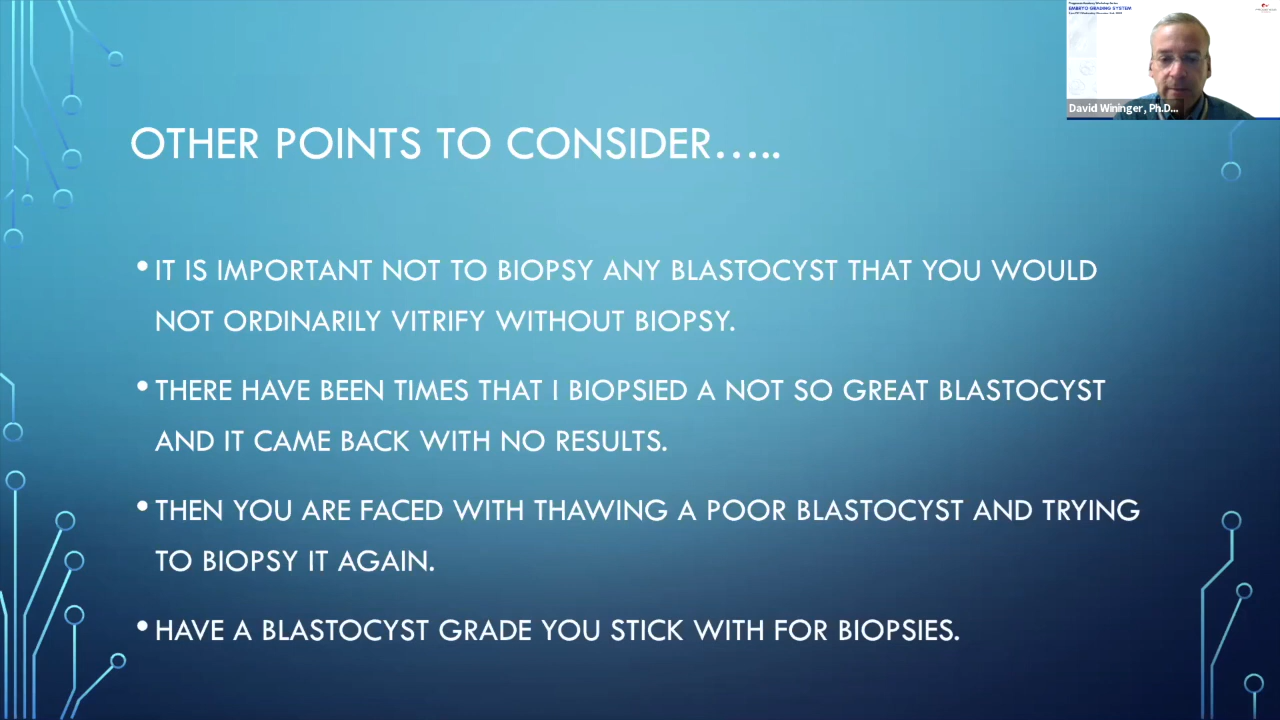 EMBRYO GRADING SYSTEM
David Wininger, Ph.D...
OTHER POINTS TO CONSIDER.....
•IT IS IMPORTANT NOT TO BIOPSY ANY BLASTOCYST THAT YOU WOULD
NOT ORDINARILY VITRIFY WITHOUT BIOPSY.
•THERE HAVE BEEN TIMES THAT I BIOPSIED A NOT SO GREAT BLASTOCYST
AND IT CAME BACK WITH NO RESULTS.
•THEN YOU ARE FACED WITH THAWING A POOR BLASTOCYST AND TRYING
TO BIOPSY IT AGAIN.
•HAVE A BLASTOCYST GRADE YOU STICK WITH FOR BIOPSIES.